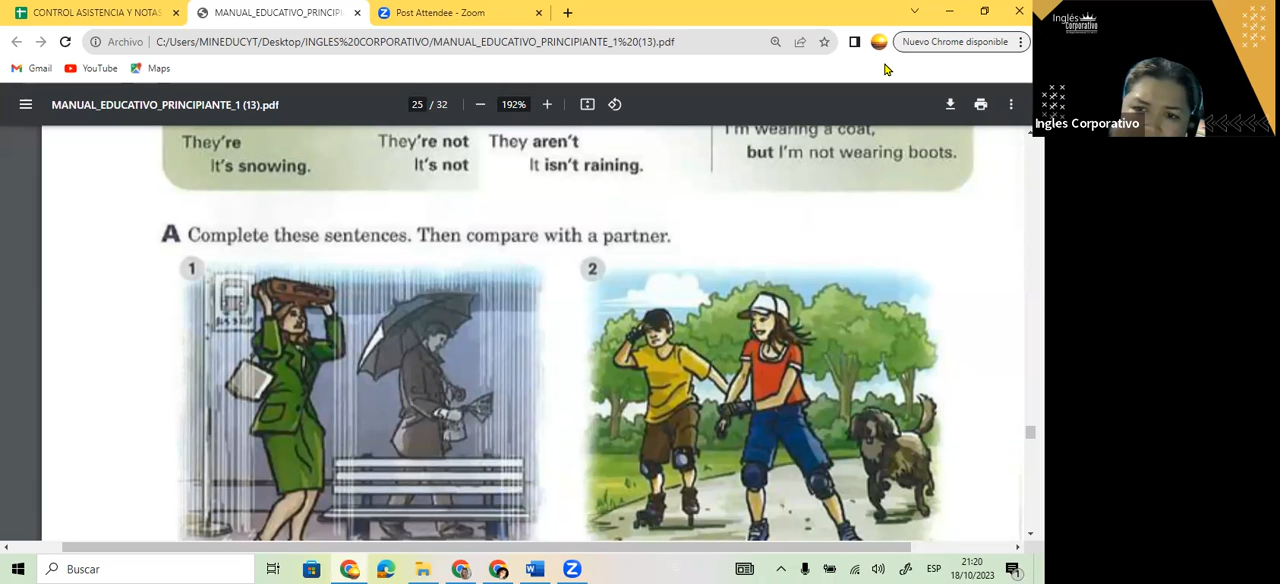 CONTROL ASISTENCIA Y NOTAS
MANUAL_EDUCATIVO_PRINCIPI
Post Attendee - Zoom
Archivo
C:/Users/MINEDUCYT/Desktop/INGLES%20CORPORATIVO/MANUAL_EDUCATIVO_PRINCIPIANTE_1%20(13).pdf
Nuevo Chrome disponible
Gmail
YouTube
Maps
MANUAL_EDUCATIVO_PRINCIPIANTE_1 (13).pdf
25 / 32
192%
They're
They're not
They aren't
It's snowing.
It's not
It isn't raining.
I'm wearing a coat,
but I'm not wearing boots.
A Complete these sentences. Then compare with a partner.
1
2
Inglés
Corporativo
Ingles Corporativo
Buscar
ESP
21:20
18/10/2023